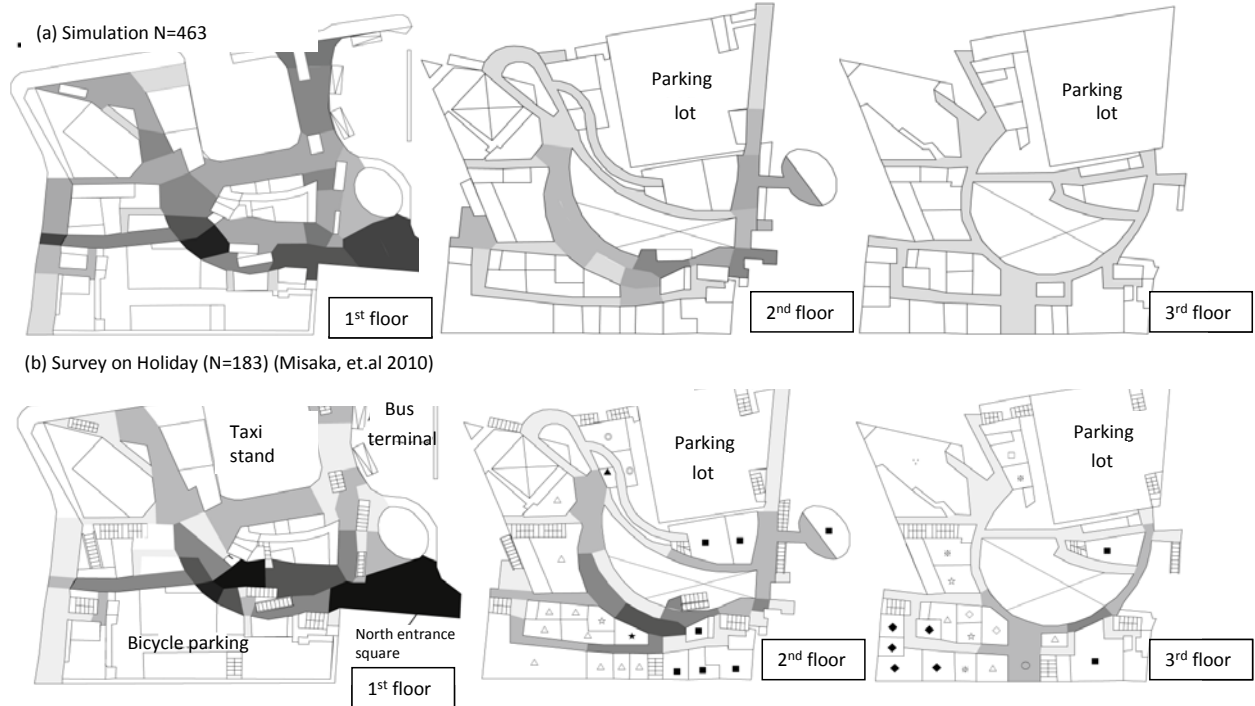 (a) Simulation N=463
Parking
lot
Parking
lot
1st floor
2nd floor
3rd floor
(b) Survey on Holiday (N=183) (Misaka, et.al 2010)
Taxi
stand
Bus
terminal
Parking
lot
Parking
lot
Bicycle parking
North entrance
square
1st floor
2nd floor
3rd floor